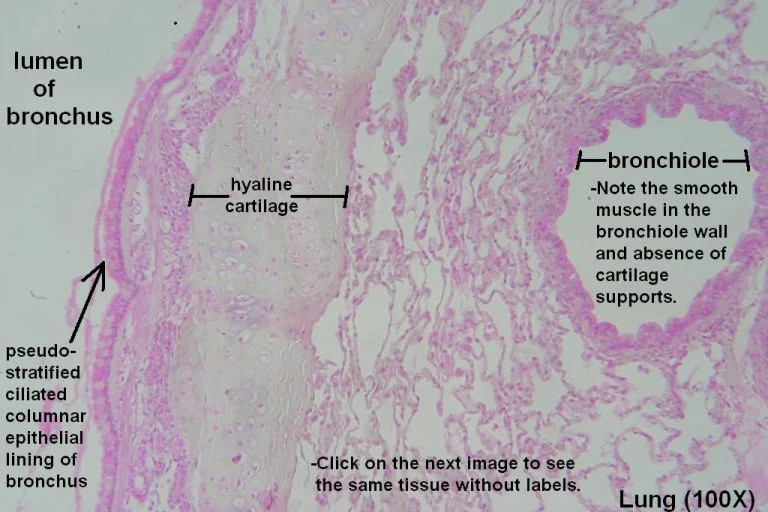 lumen
of
bronchus
hyaline
cartilage
bronchiole
-Note the smooth
muscle in the
bronchiole wall
and absence of
cartilage
supports.
pseudo-
stratified
ciliated
columnar
epithelial
lining of
bronchus
-Click on the next image to see
the same tissue without labels.
Lung (100X)